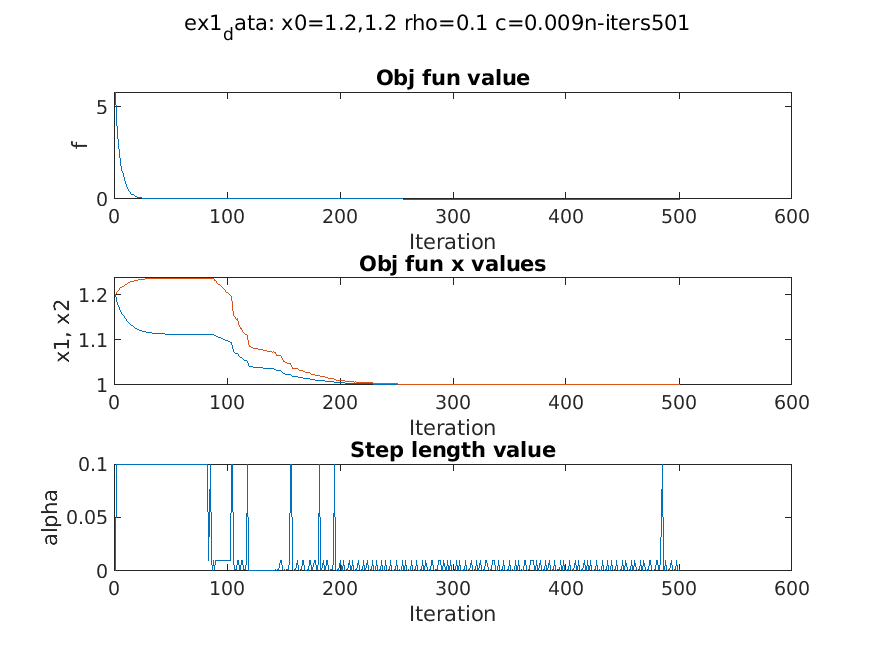 ex1_data: x0=1.2,1.2 rho=0.1 c=0.009n-iters501
Obj fun value
5
0
f
0 100 200 300 400 500 600
Iteration
Obj fun x values
1.2
1.1
1
x1, x2
0 100 200 300 400 500 600
Iteration
Step length value
0.1
0.05
0
alpha
0 100 200 300 400 500 600
Iteration